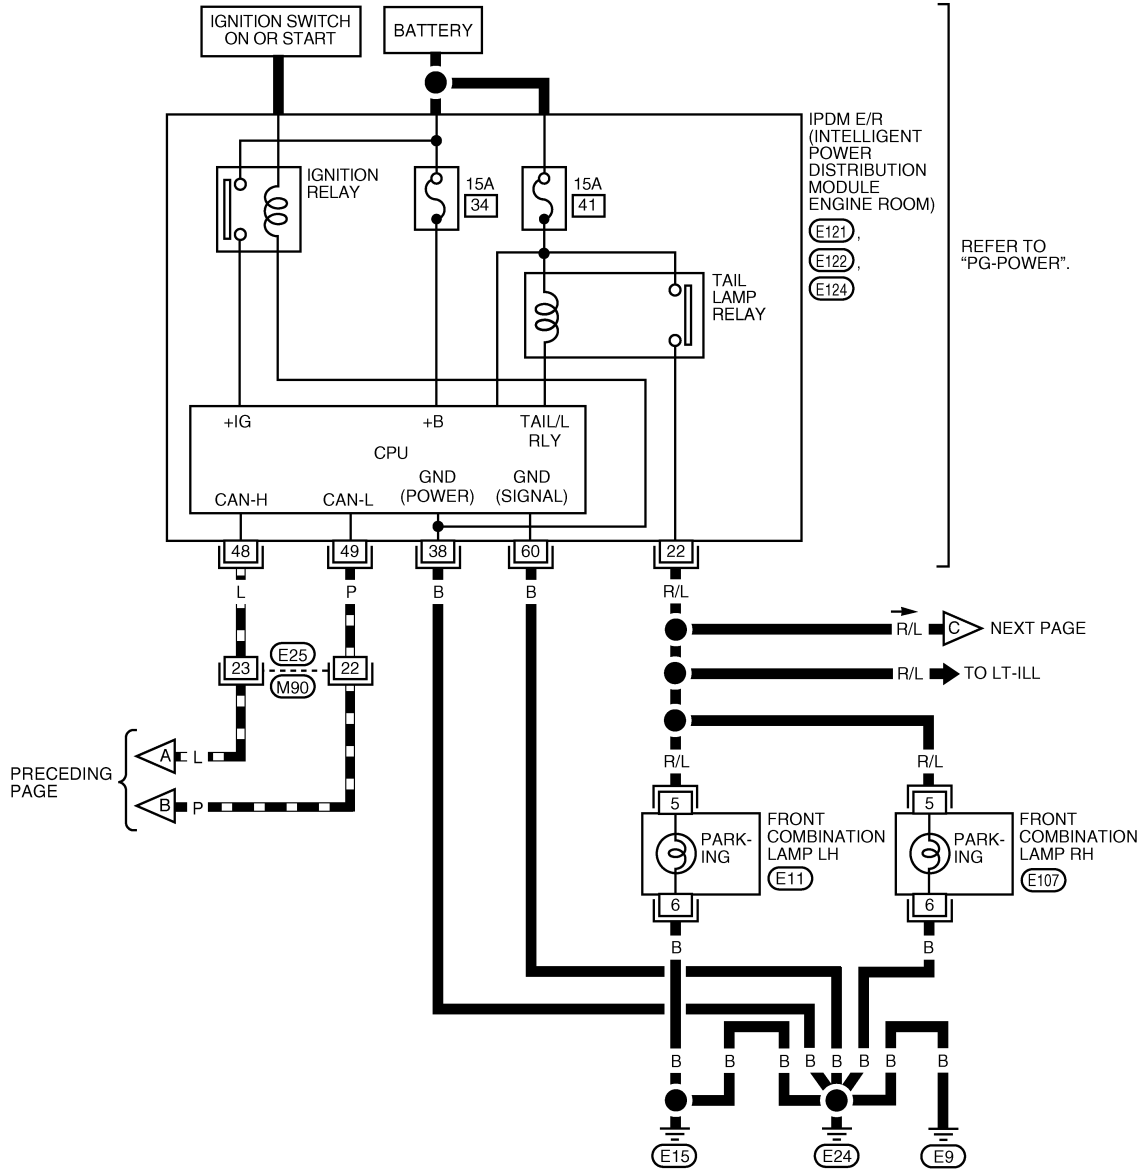 IGNITION SWITCH
ON OR START
BATTERY
IPDM E/R
(INTELLIGENT
POWER
DISTRIBUTION
MODULE
ENGINE ROOM)
E121 ,
E122 ,
E124
REFER TO
“PG-POWER”.
IGNITION
RELAY
15A
34
15A
41
TAIL
LAMP
RELAY
+IG
+B
TAIL/L
RLY
CPU
GND
(POWER)
GND
(SIGNAL)
CAN-H
CAN-L
48
49
38
60
22
L
P
B
B
R/L
R/L
C
NEXT PAGE
23
E25
M90
22
R/L
TO LT-ILL
PRECEDING
PAGE
A
L
B
P
R/L
R/L
5
PARK-
ING
6
FRONT
COMBINATION
LAMP LH
E11
5
PARK-
ING
6
FRONT
COMBINATION
LAMP RH
E107
B
B
B
B
B
B
B
B
B
B
E15
E24
E9